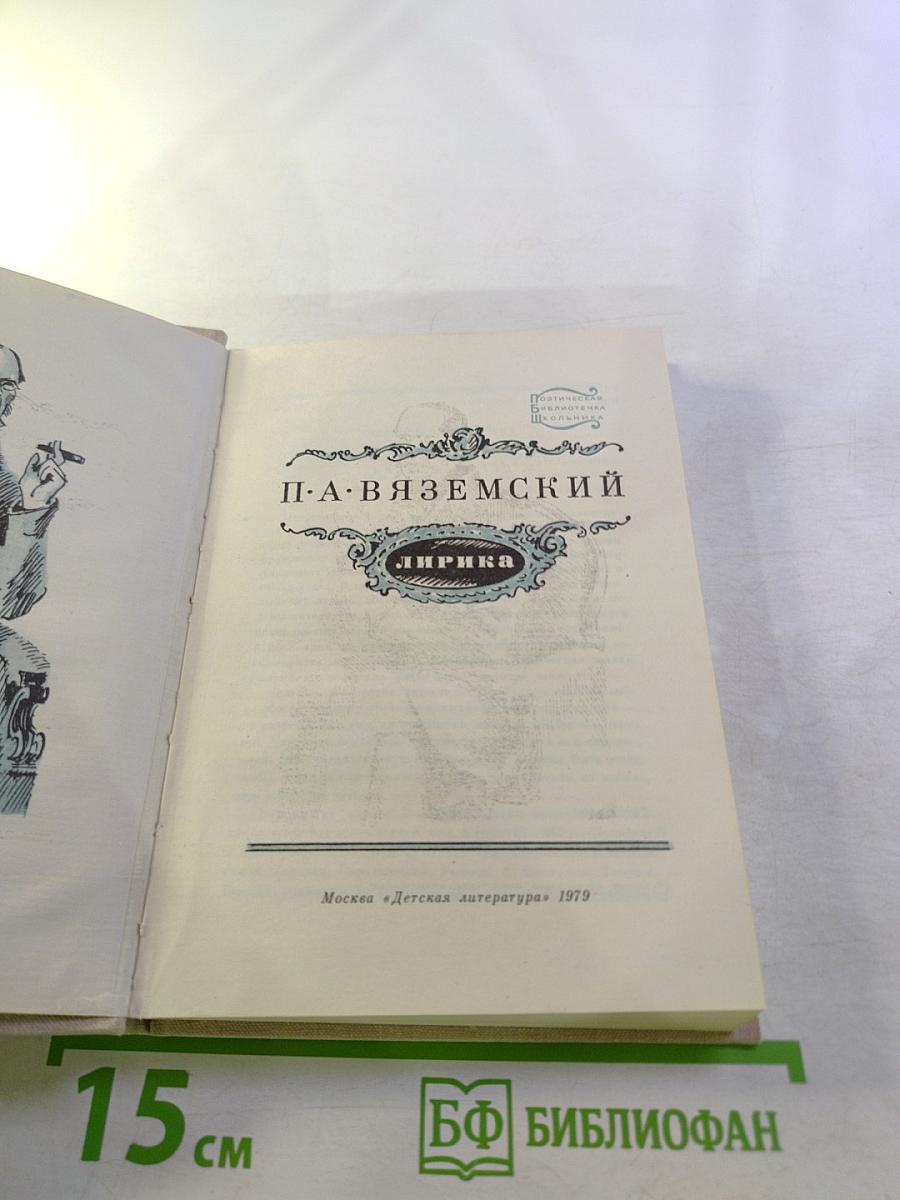 Поэтическая
Библиотечка
Школьника
П·А·ВЯЗЕМСКИЙ
лирика
Москва «Детская литература» 1979
15 см
БФ БИБЛИОФАН